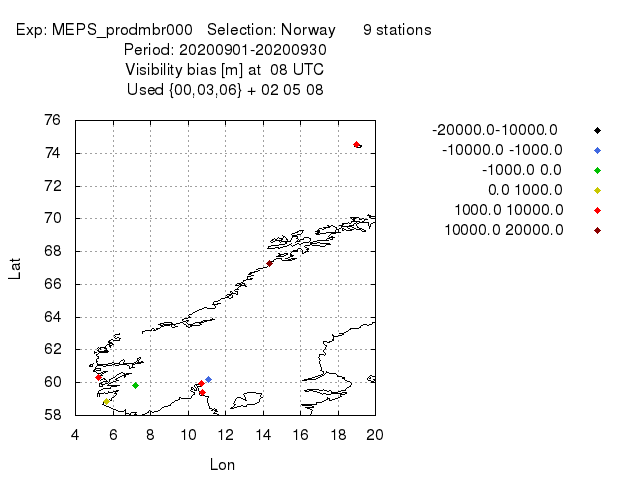 Exp: MEPS_prodmbr000 Selection: Norway 9 stations
Period: 20200901-20200930
Visibility bias [m] at 08 UTC
Used {00,03,06} + 02 05 08
76
74
72
70
68
66
64
62
60
58
4 6 8 10 12 14 16 18 20
Lat
Lon
-20000.0-10000.0
-10000.0 -1000.0
-1000.0 0.0
0.0 1000.0
1000.0 10000.0
10000.0 20000.0